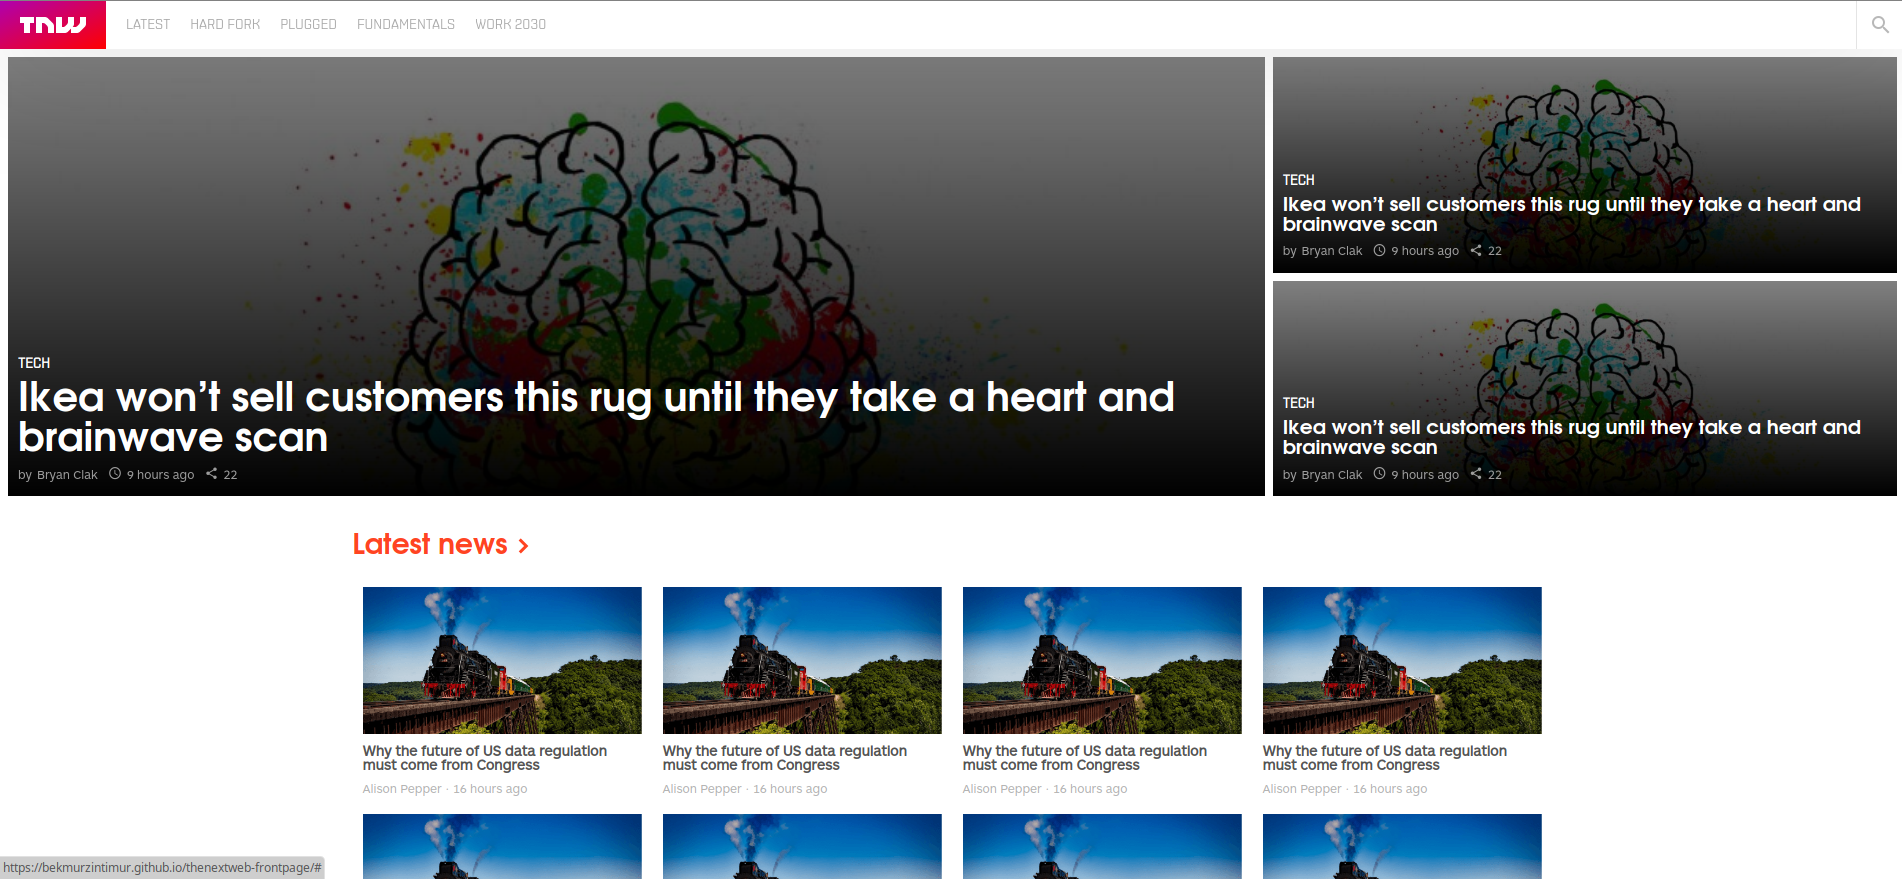 TNW
LATEST
HARD FORK
PLUGGED
FUNDAMENTALS
WORK 2030
TECH
Ikea won’t sell customers this rug until they take a heart and
brainwave scan
by Bryan Clak 9 hours ago 22
TECH
Ikea won’t sell customers this rug until they take a heart and
brainwave scan
by Bryan Clak 9 hours ago 22
TECH
Ikea won’t sell customers this rug until they take a heart and
brainwave scan
by Bryan Clak 9 hours ago 22
Latest news >
Why the future of US data regulation
must come from Congress
Alison Pepper · 16 hours ago
Why the future of US data regulation
must come from Congress
Alison Pepper · 16 hours ago
Why the future of US data regulation
must come from Congress
Alison Pepper · 16 hours ago
Why the future of US data regulation
must come from Congress
Alison Pepper · 16 hours ago
https://bekmurzintimur.github.io/thenextweb-frontpage/#